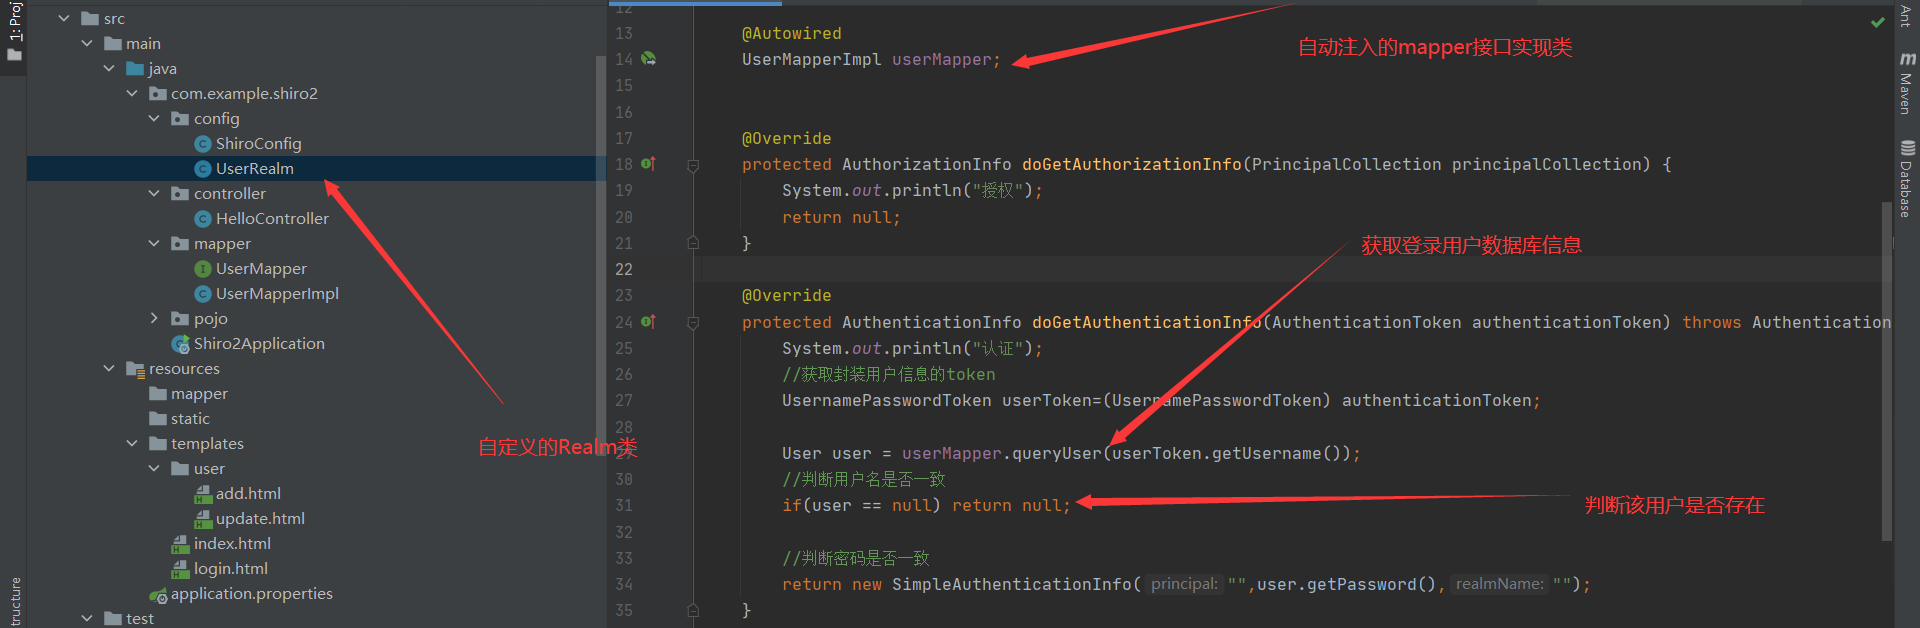 1: Proj
src
main
java
com.example.shiro2
config
ShiroConfig
UserRealm
controller
HelloController
mapper
UserMapper
UserMapperImpl
pojo
Shiro2Application
resources
mapper
static
templates
user
add.html
update.html
index.html
login.html
application.properties
test
tructure
自定义的Realm类
12
13 @Autowired
14 UserMapperImpl userMapper;
自动注入的mapper接口实现类
15
16
17 @Override
18 protected AuthorizationInfo doGetAuthorizationInfo(PrincipalCollection principalCollection) {
19 System.out.println("授权");
20 return null;
21 }
获取登录用户数据库信息
22
23 @Override
24 protected AuthenticationInfo doGetAuthenticationInfo(AuthenticationToken authenticationToken) throws Authentication
25 System.out.println("认证");
26 //获取封装用户信息的token
27 UsernamePasswordToken userToken=(UsernamePasswordToken) authenticationToken;
28
29 User user = userMapper.queryUser(userToken.getUsername());
30 //判断用户名是否一致
31 if(user == null) return null;
判断该用户是否存在
32
33 //判断密码是否一致
34 return new SimpleAuthenticationInfo( principal: "",user.getPassword(), realmName: "");
35 }
Ant
m Maven
Database